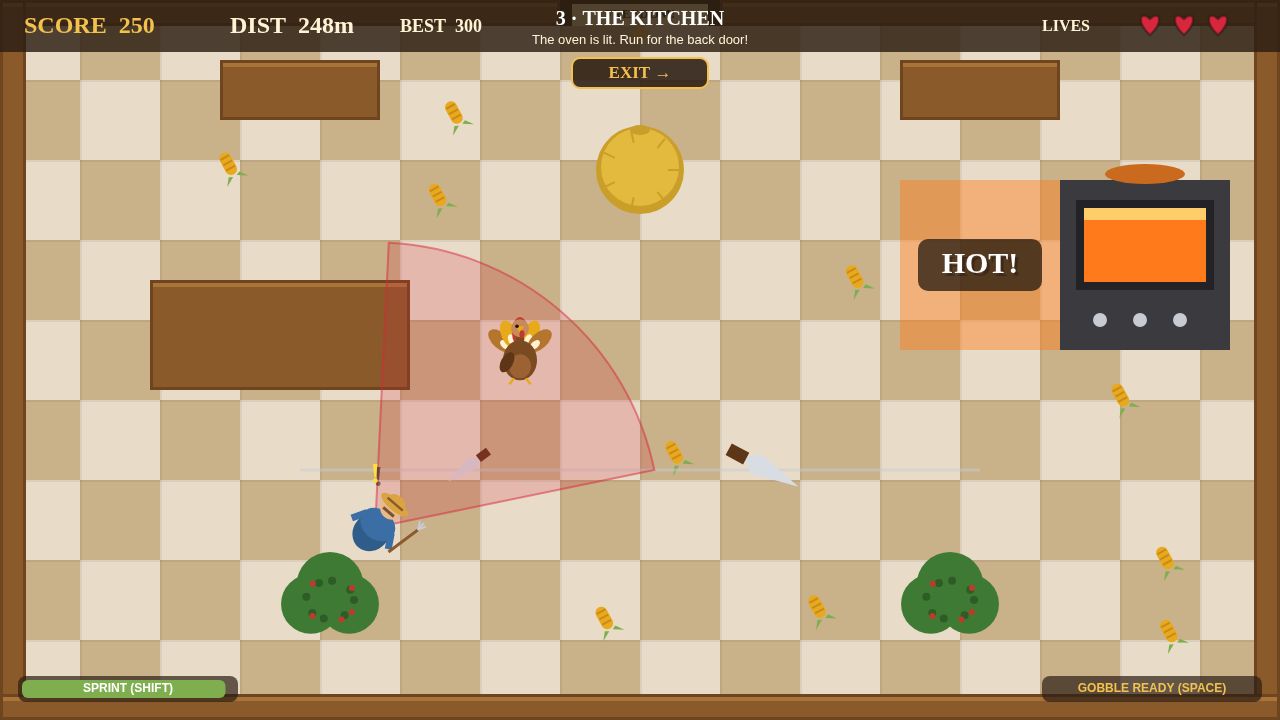 SCORE 250
DIST 248m
BEST 300
3 · THE KITCHEN
The oven is lit. Run for the back door!
LIVES
EXIT →
HOT!
!
SPRINT (SHIFT)
GOBBLE READY (SPACE)